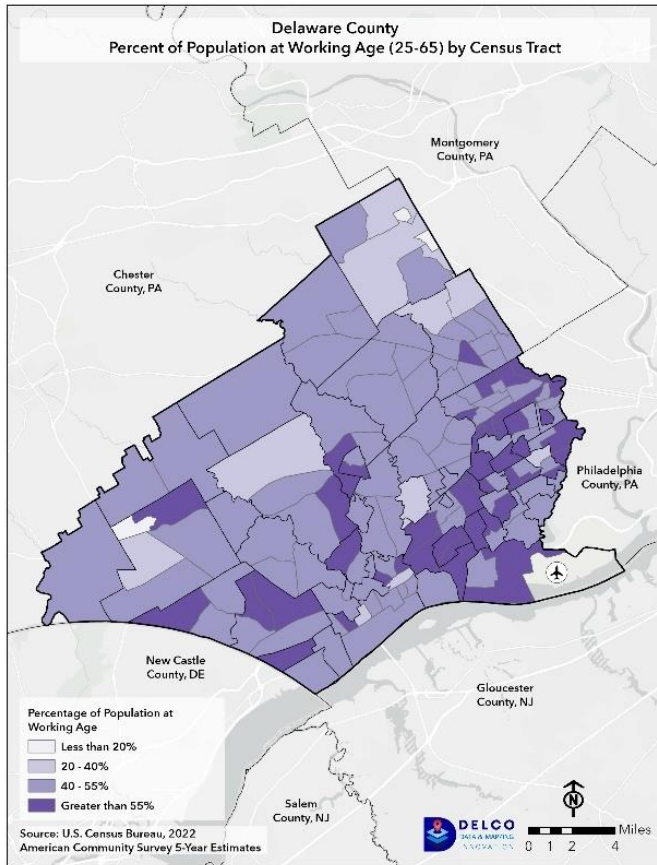 Delaware County
Percent of Population at Working Age (25-65) by Census Tract
Montgomery
County, PA
Chester
County, PA
Philadelphia
County, PA
New Castle
County, DE
Gloucester
County, NJ
Salem
County, NJ
Percentage of Population at
Working Age
Less than 20%
20 - 40%
40 - 55%
Greater than 55%
Source: U.S. Census Bureau, 2022
American Community Survey 5-Year Estimates
DELCO
DATA & MAPPING
INNOVATION
N
Miles
0 1 2 4